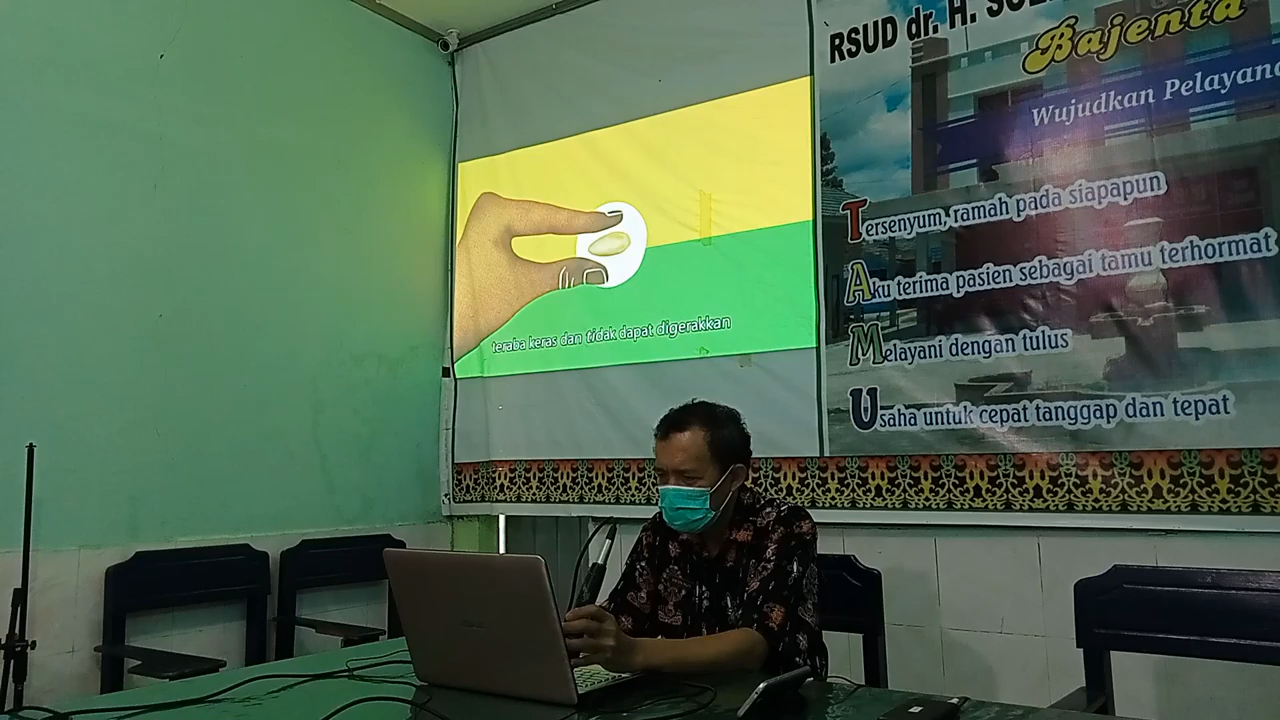 RSUD dr. H.
Bajenta
Wujudkan
Tersenyum, ramah pada siapapun
Aku terima pasien sebagai tamu terhormat
Melayani dengan tulus
Usaha untuk cepat tanggap dan tepat
teraba keras dan tidak dapat digerakkan